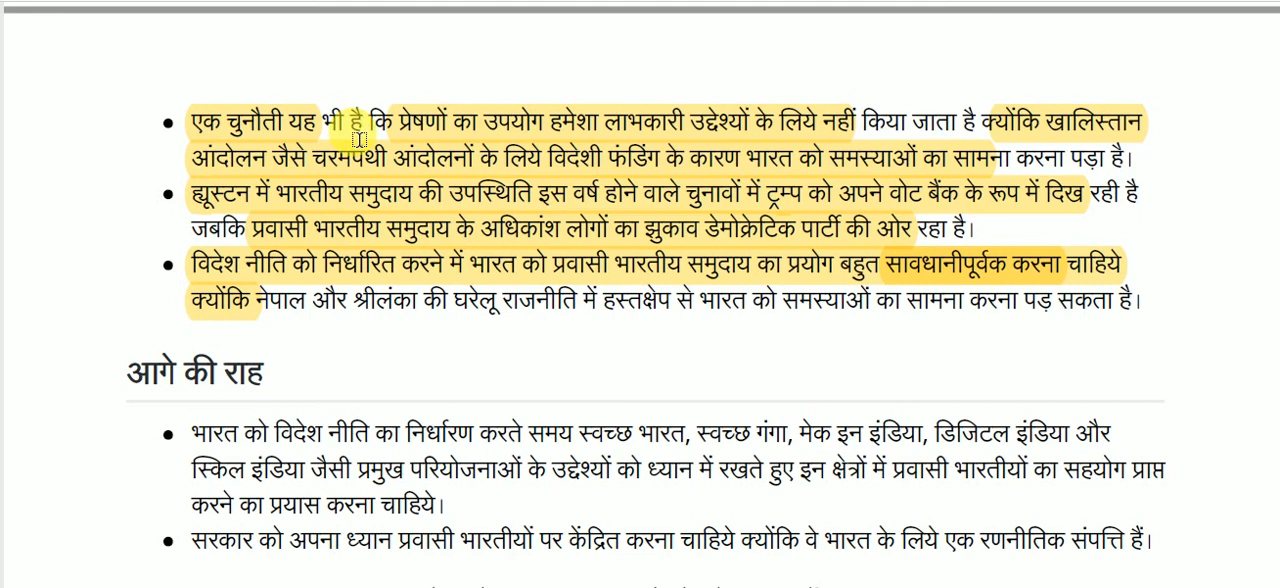 एक चुनौती यह भी है कि प्रेषणों का उपयोग हमेशा लाभकारी उद्देश्यों के लिये नहीं किया जाता है क्योंकि खालिस्तान
आंदोलन जैसे चरमपंथी आंदोलनों के लिये विदेशी फंडिंग के कारण भारत को समस्याओं का सामना करना पड़ा है।
ह्यूस्टन में भारतीय समुदाय की उपस्थिति इस वर्ष होने वाले चुनावों में ट्रम्प को अपने वोट बैंक के रूप में दिख रही है
जबकि प्रवासी भारतीय समुदाय के अधिकांश लोगों का झुकाव डेमोक्रेटिक पार्टी की ओर रहा है।
विदेश नीति को निर्धारित करने में भारत को प्रवासी भारतीय समुदाय का प्रयोग बहुत सावधानीपूर्वक करना चाहिये
क्योंकि नेपाल और श्रीलंका की घरेलू राजनीति में हस्तक्षेप से भारत को समस्याओं का सामना करना पड़ सकता है।
आगे की राह
भारत को विदेश नीति का निर्धारण करते समय स्वच्छ भारत, स्वच्छ गंगा, मेक इन इंडिया, डिजिटल इंडिया और
स्किल इंडिया जैसी प्रमुख परियोजनाओं के उद्देश्यों को ध्यान में रखते हुए इन क्षेत्रों में प्रवासी भारतीयों का सहयोग प्राप्त
करने का प्रयास करना चाहिये।
सरकार को अपना ध्यान प्रवासी भारतीयों पर केंद्रित करना चाहिये क्योंकि वे भारत के लिये एक रणनीतिक संपत्ति हैं।